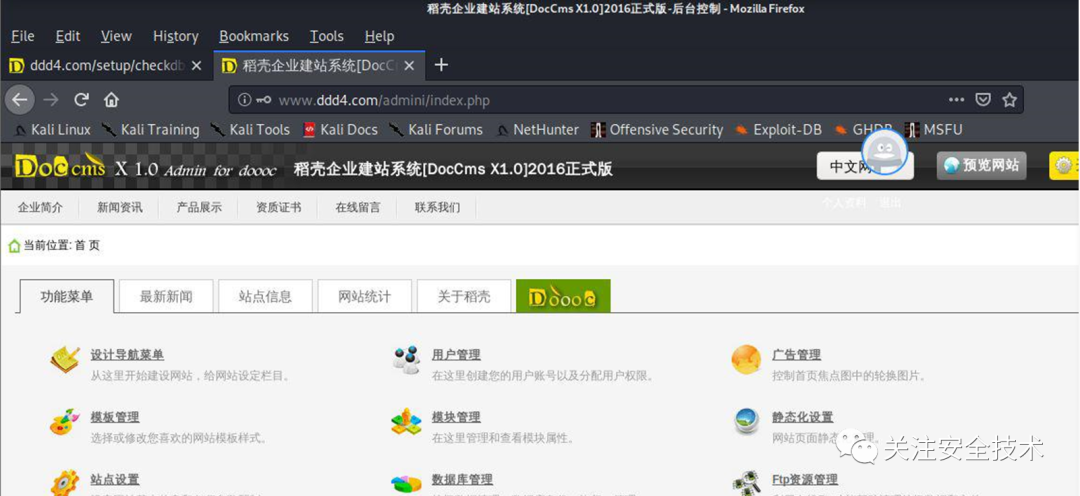 稻壳企业建站系统[DocCms X1.0]2016正式版-后台控制 - Mozilla Firefox
File Edit View History Bookmarks Tools Help
ddd4.com/setup/checkdb
稻壳企业建站系统[DocC
www.ddd4.com/admini/index.php
Kali Linux Kali Training Kali Tools Kali Docs Kali Forums NetHunter Offensive Security Exploit-DB GHDB MSFU
Doccms X 1.0 Admin for doooc 稻壳企业建站系统[DocCms X1.0]2016正式版
中文网 预览网站
个人资料 退出
企业简介 新闻资讯 产品展示 资质证书 在线留言 联系我们
当前位置: 首 页
功能菜单 最新新闻 站点信息 网站统计 关于稻壳 Doooc
设计导航菜单 用户管理 广告管理
从这里开始建设网站，给网站设定栏目。 在这里创建您的用户账号以及分配用户权限。 控制首页焦点图中的轮换图片。
模板管理 模块管理 静态化设置
选择或修改您喜欢的网站模板样式。 在这里管理和查看模块属性。 网站页面静态
站点设置 数据库管理 Ftp资源管理
关注安全技术